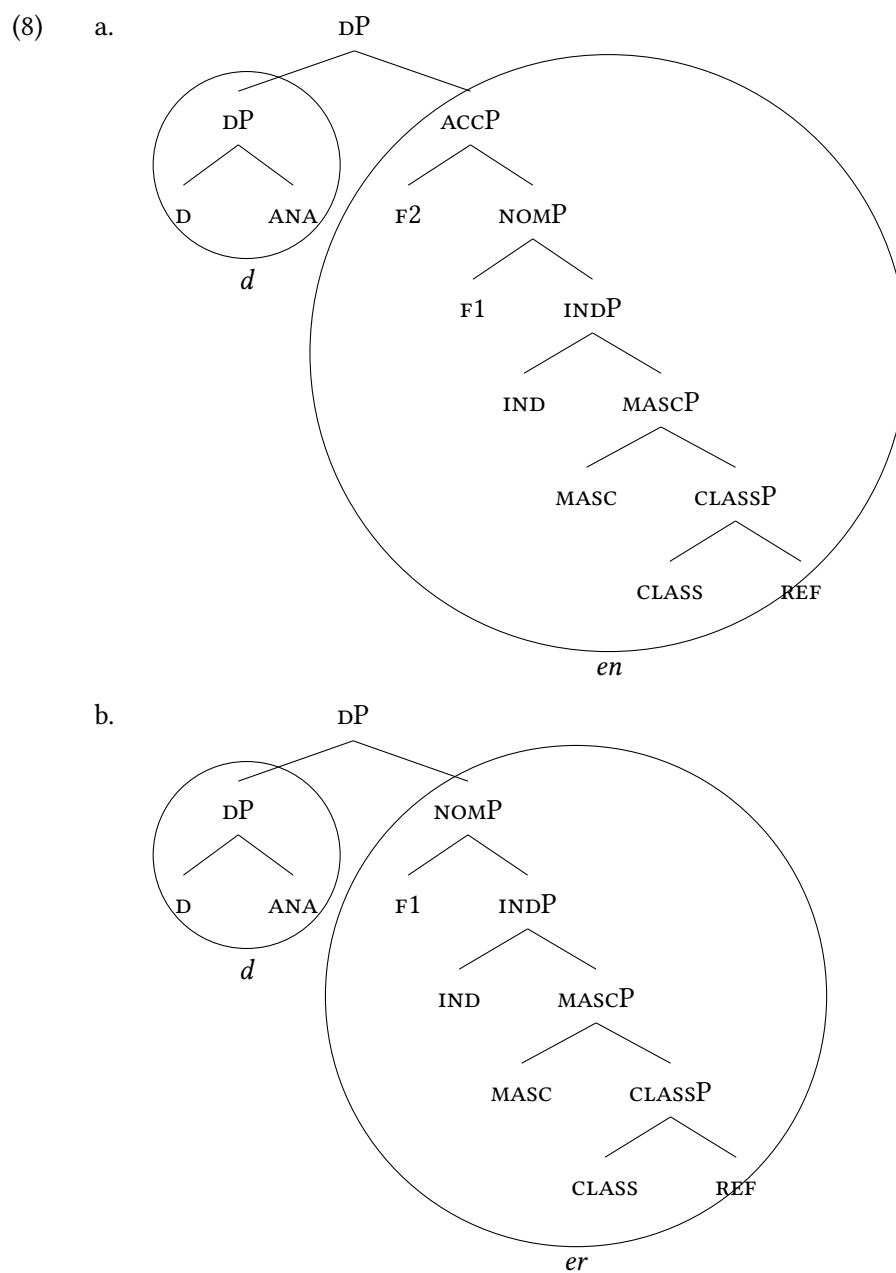 (8) a. DP
DP ACCP
D ANA F2 NOMP
d
F1 INDP
IND MASCP
MASC CLASSP
CLASS REF
en
b. DP
DP NOMP
D ANA F1 INDP
d
IND MASCP
MASC CLASSP
CLASS REF
er